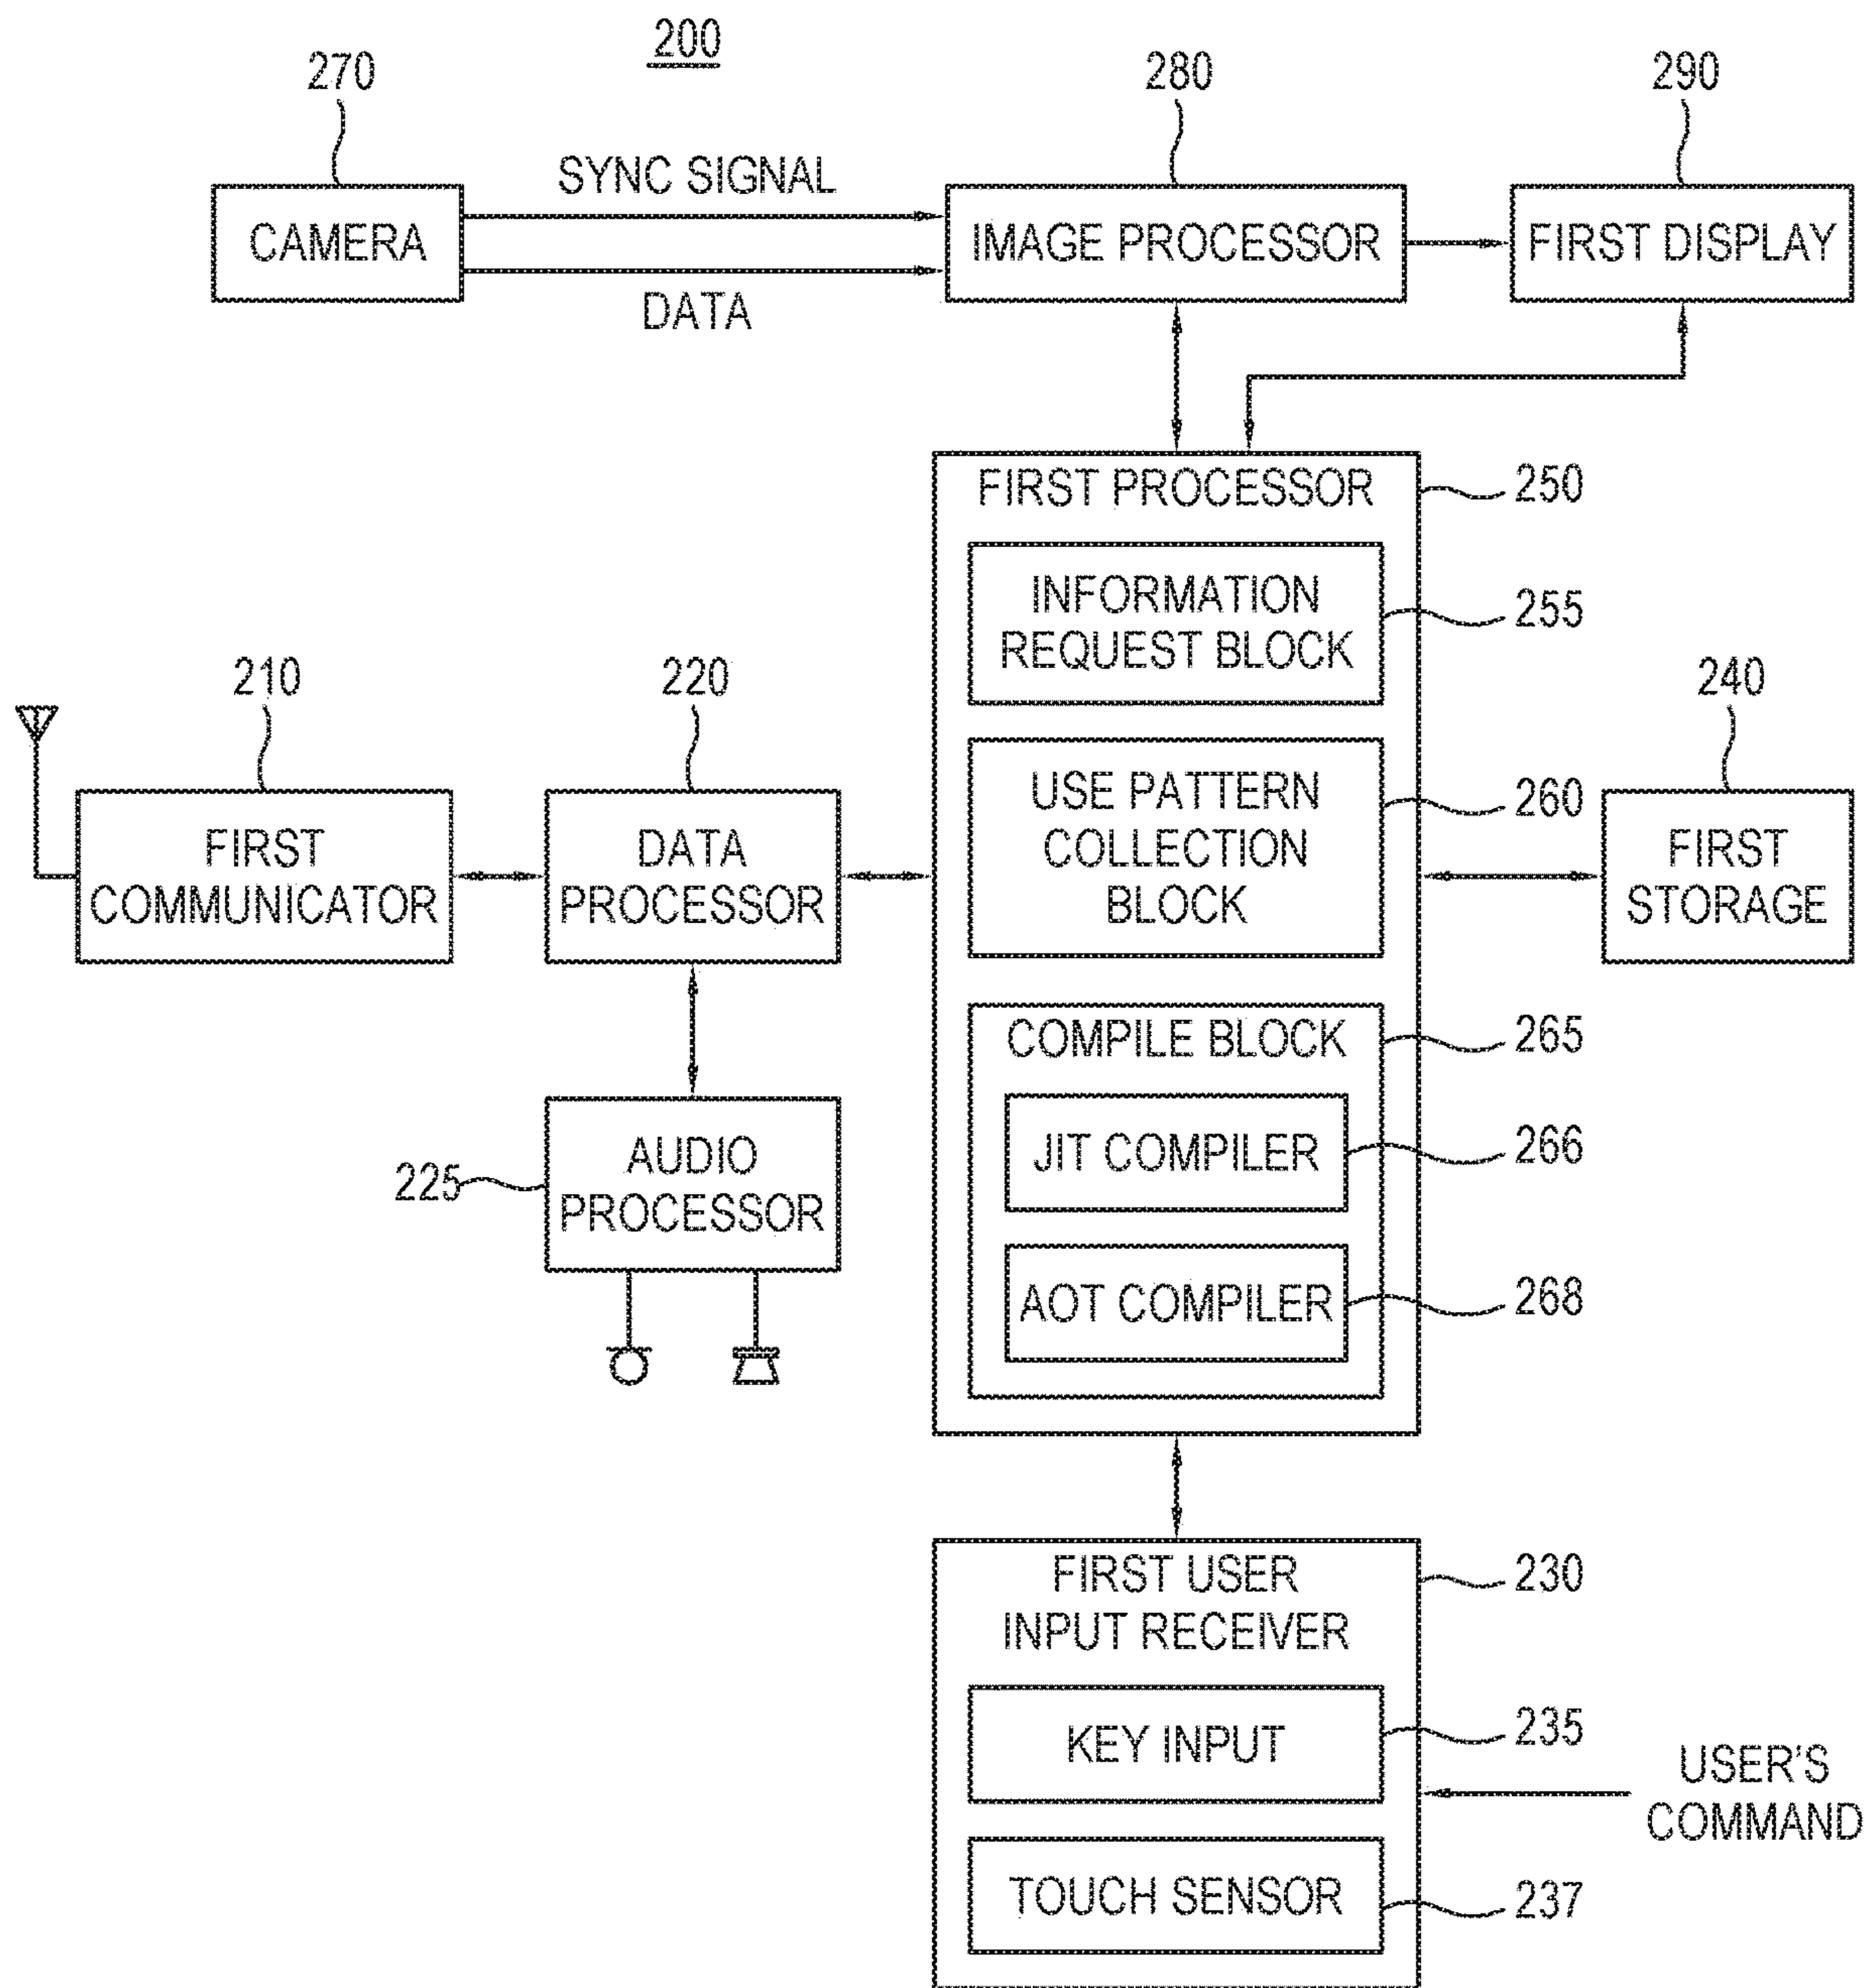 200
270
280
290
SYNC SIGNAL
CAMERA
IMAGE PROCESSOR
FIRST DISPLAY
DATA
FIRST PROCESSOR
250
INFORMATION
REQUEST BLOCK
255
210
220
240
USE PATTERN
COLLECTION
BLOCK
260
FIRST
COMMUNICATOR
DATA
PROCESSOR
FIRST
STORAGE
COMPILE BLOCK
265
JIT COMPILER
266
AUDIO
PROCESSOR
225
AOT COMPILER
268
FIRST USER
INPUT RECEIVER
230
KEY INPUT
235
USER'S
COMMAND
TOUCH SENSOR
237